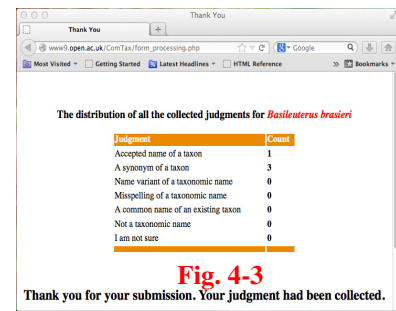 Thank You
Thank You
www9.open.ac.uk/ComTax/form_processing.php
Google
Most Visited
Getting Started
Latest Headlines
HTML Reference
Bookmarks
The distribution of all the collected judgments for Basileuterus brasieri
Judgment Count
Accepted name of a taxon 1
A synonym of a taxon 3
Name variant of a taxonomic name 0
Misspelling of a taxonomic name 0
A common name of an existing taxon 0
Not a taxonomic name 0
I am not sure 0
Fig. 4-3
Thank you for your submission. Your judgment had been collected.